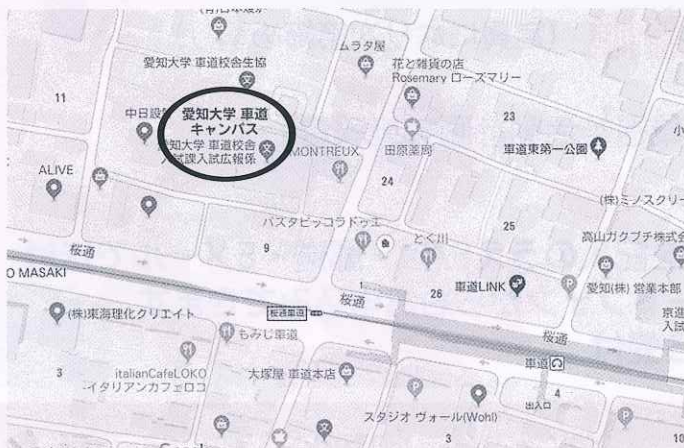 ムラタ屋
愛知大学 車道校舎生協
花と雑貨の店
Rosemary ローズマリー
11
中日設
愛知大学 車道
キャンパス
知大学 車道校舎
入試課入試広報係
MONTREUX
田原薬局
23
車道東第一公園
小
ALIVE
24
(株)ミノスクリー
パスタピッコラドゥエ
とく川
25
高山ガクブチ株式会
桜通
9
O MASAKI
1
26
車道LINK
愛知(株) 営業本部
桜通
(株)東海理化クリエイト
桜通車道
もみじ車道
桜通
京進
入試
車道
3
italianCafeLOKO
-イタリアンカフェロコ
大塚屋 車道本店
4
出入口
スタジオ ヴォール(Wohl)
3